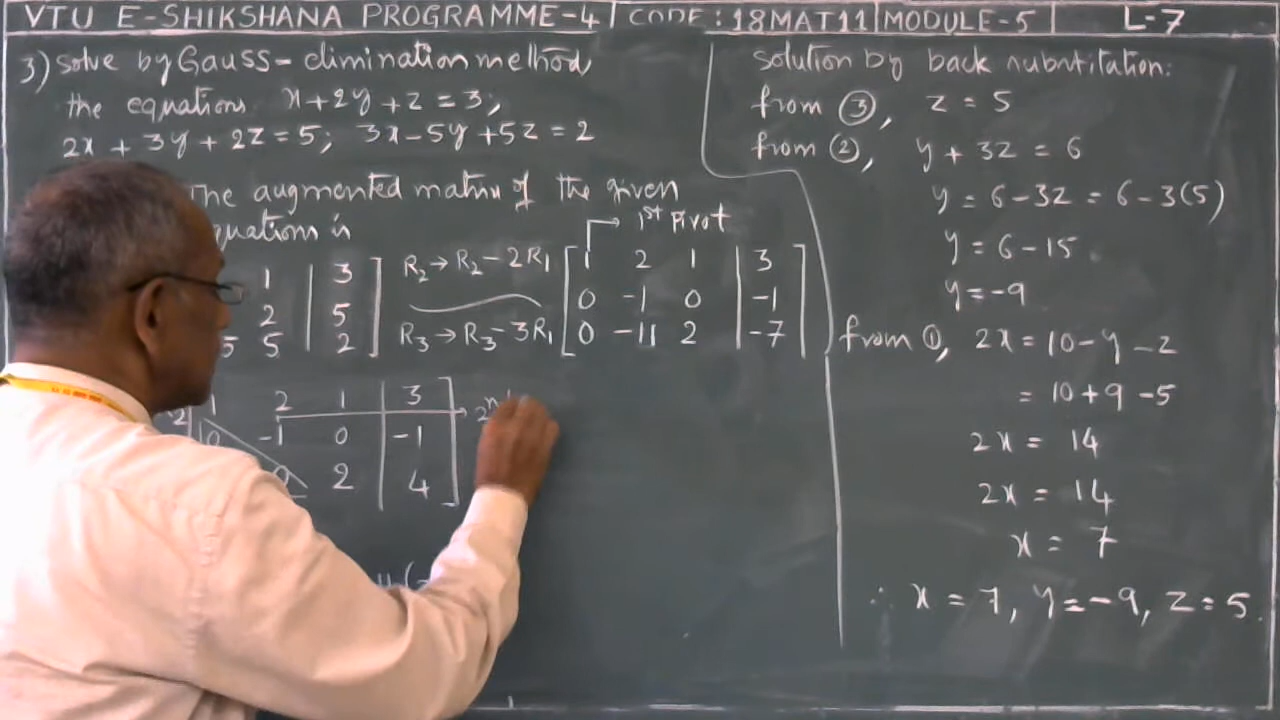 VTU E-SHIKSHANA PROGRAMME-4 | CODE:18MAT11 | MODULE-5 | L-7
3) solve by Gauss-elimination method
the equations x+2y+z=3;
2x+3y+2z=5; 3x-5y+5z=2
The augmented matrix of the given
equations is
1 | 3
2 | 5
5 5 | 2
R2→R2-2R1
R3→R3-3R1
1st Pivot
1 2 1 | 3
0 -1 0 | -1
0 -11 2 | -7
1 2 1 | 3
0 -1 0 | -1
0 2 | 4
solution by back substitution:
from ③, z=5
from ②, y+3z=6
y=6-3z=6-3(5)
y=6-15
y=-9
from ①, 2x=10-y-z
=10+9-5
2x=14
2x=14
x=7
∴ x=7, y=-9, z=5.